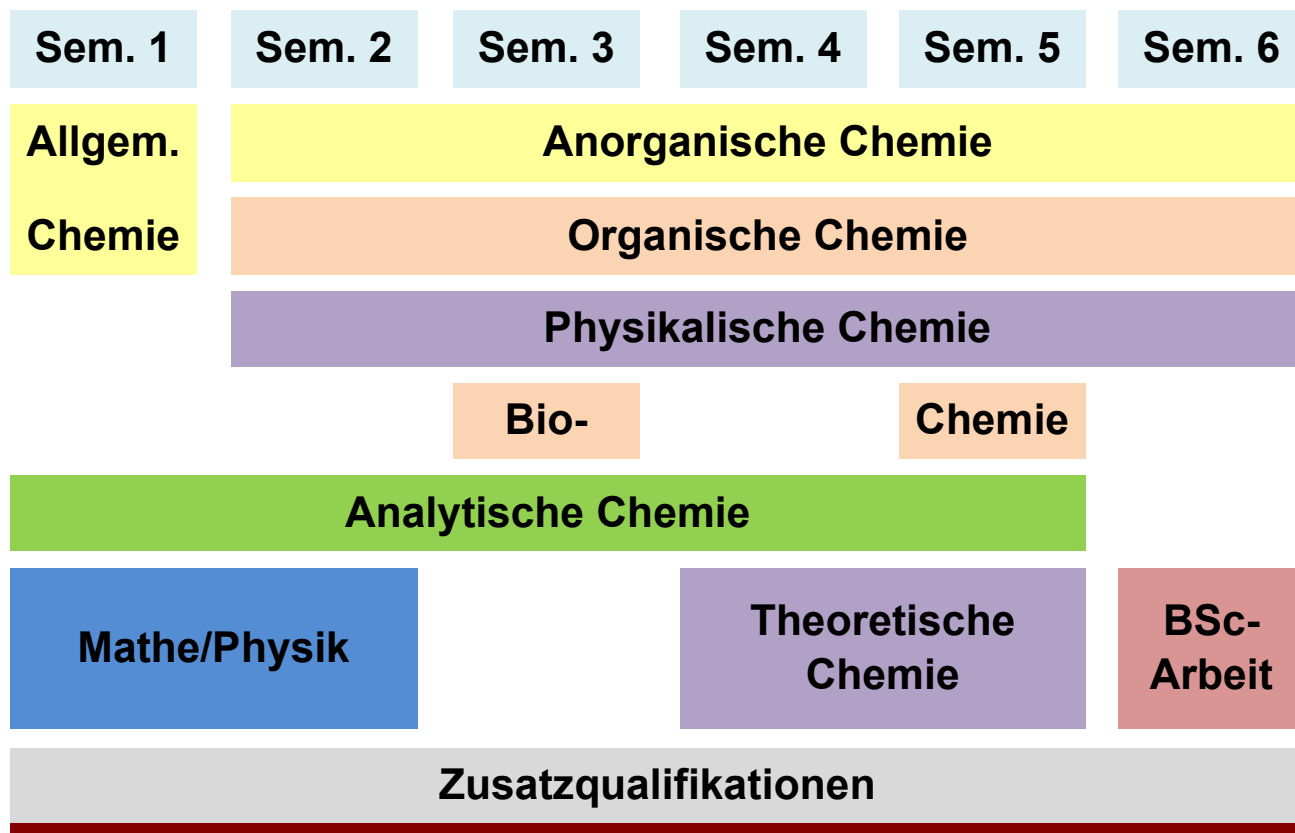 Sem. 1 Sem. 2 Sem. 3 Sem. 4 Sem. 5 Sem. 6
Allgem. Anorganische Chemie
Chemie Organische Chemie
Physikalische Chemie
Bio- Chemie
Analytische Chemie
Mathe/Physik
Theoretische
Chemie
BSc-
Arbeit
Zusatzqualifikationen